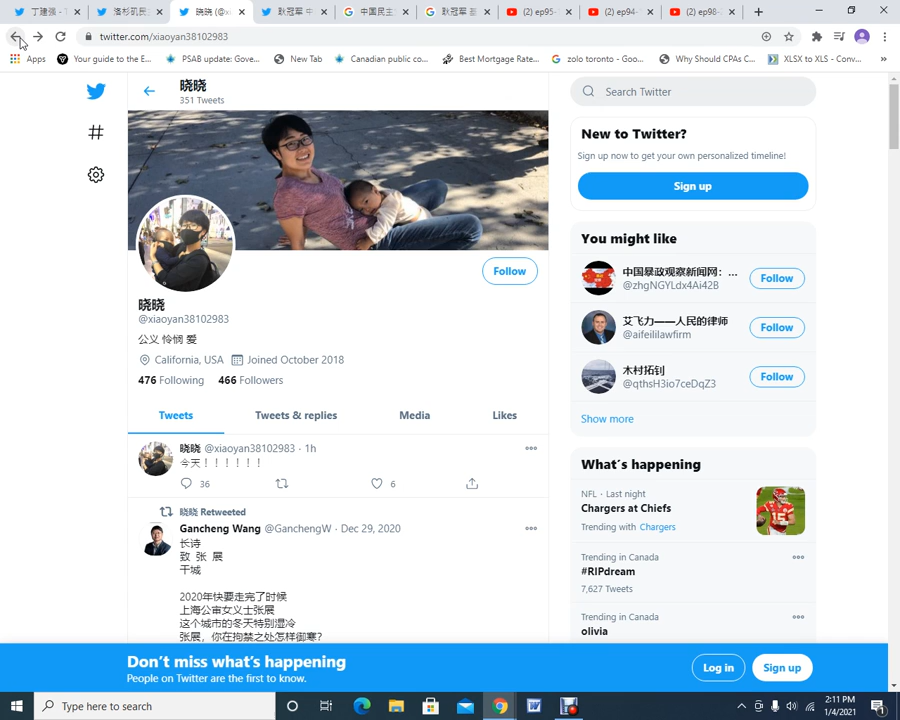 丁建强 - T
洛杉矶民
晓晓 (@xi
耿冠军 中
中国民主
耿冠军
(2) ep95-
(2) ep94-
(2) ep98-2
twitter.com/xiaoyan38102983
Apps
Your guide to the E...
PSAB update: Gove...
New Tab
Canadian public co...
Best Mortgage Rate...
zolo toronto - Goo...
Why Should CPAs C...
XLSX to XLS - Conv...
»
晓晓
351 Tweets
Search Twitter
New to Twitter?
Sign up now to get your own personalized timeline!
Sign up
Follow
晓晓
@xiaoyan38102983
公义 怜悯 爱
California, USA Joined October 2018
476 Following 466 Followers
Tweets
Tweets & replies
Media
Likes
晓晓 @xiaoyan38102983 · 1h
今天！！！！！！
36
6
晓晓 Retweeted
Gancheng Wang @GanchengW · Dec 29, 2020
长诗
致 张 展
干城
2020年快要走完了时候
上海公审女义士张展
这个城市的冬天特别湿冷
张展，你在拘禁之处怎样御寒？
You might like
中国暴政观察新闻网：...
@zhgNGYLdx4Ai42B
Follow
艾飞力——人民的律师
@aifeililawfirm
Follow
木村拓钊
@qthsH3io7ceDqZ3
Follow
Show more
What's happening
NFL · Last night
Chargers at Chiefs
Trending with Chargers
Trending in Canada
#RIPdream
7,627 Tweets
Trending in Canada
olivia
Don't miss what's happening
People on Twitter are the first to know.
Log in
Sign up
Type here to search
2:11 PM
1/4/2021
1